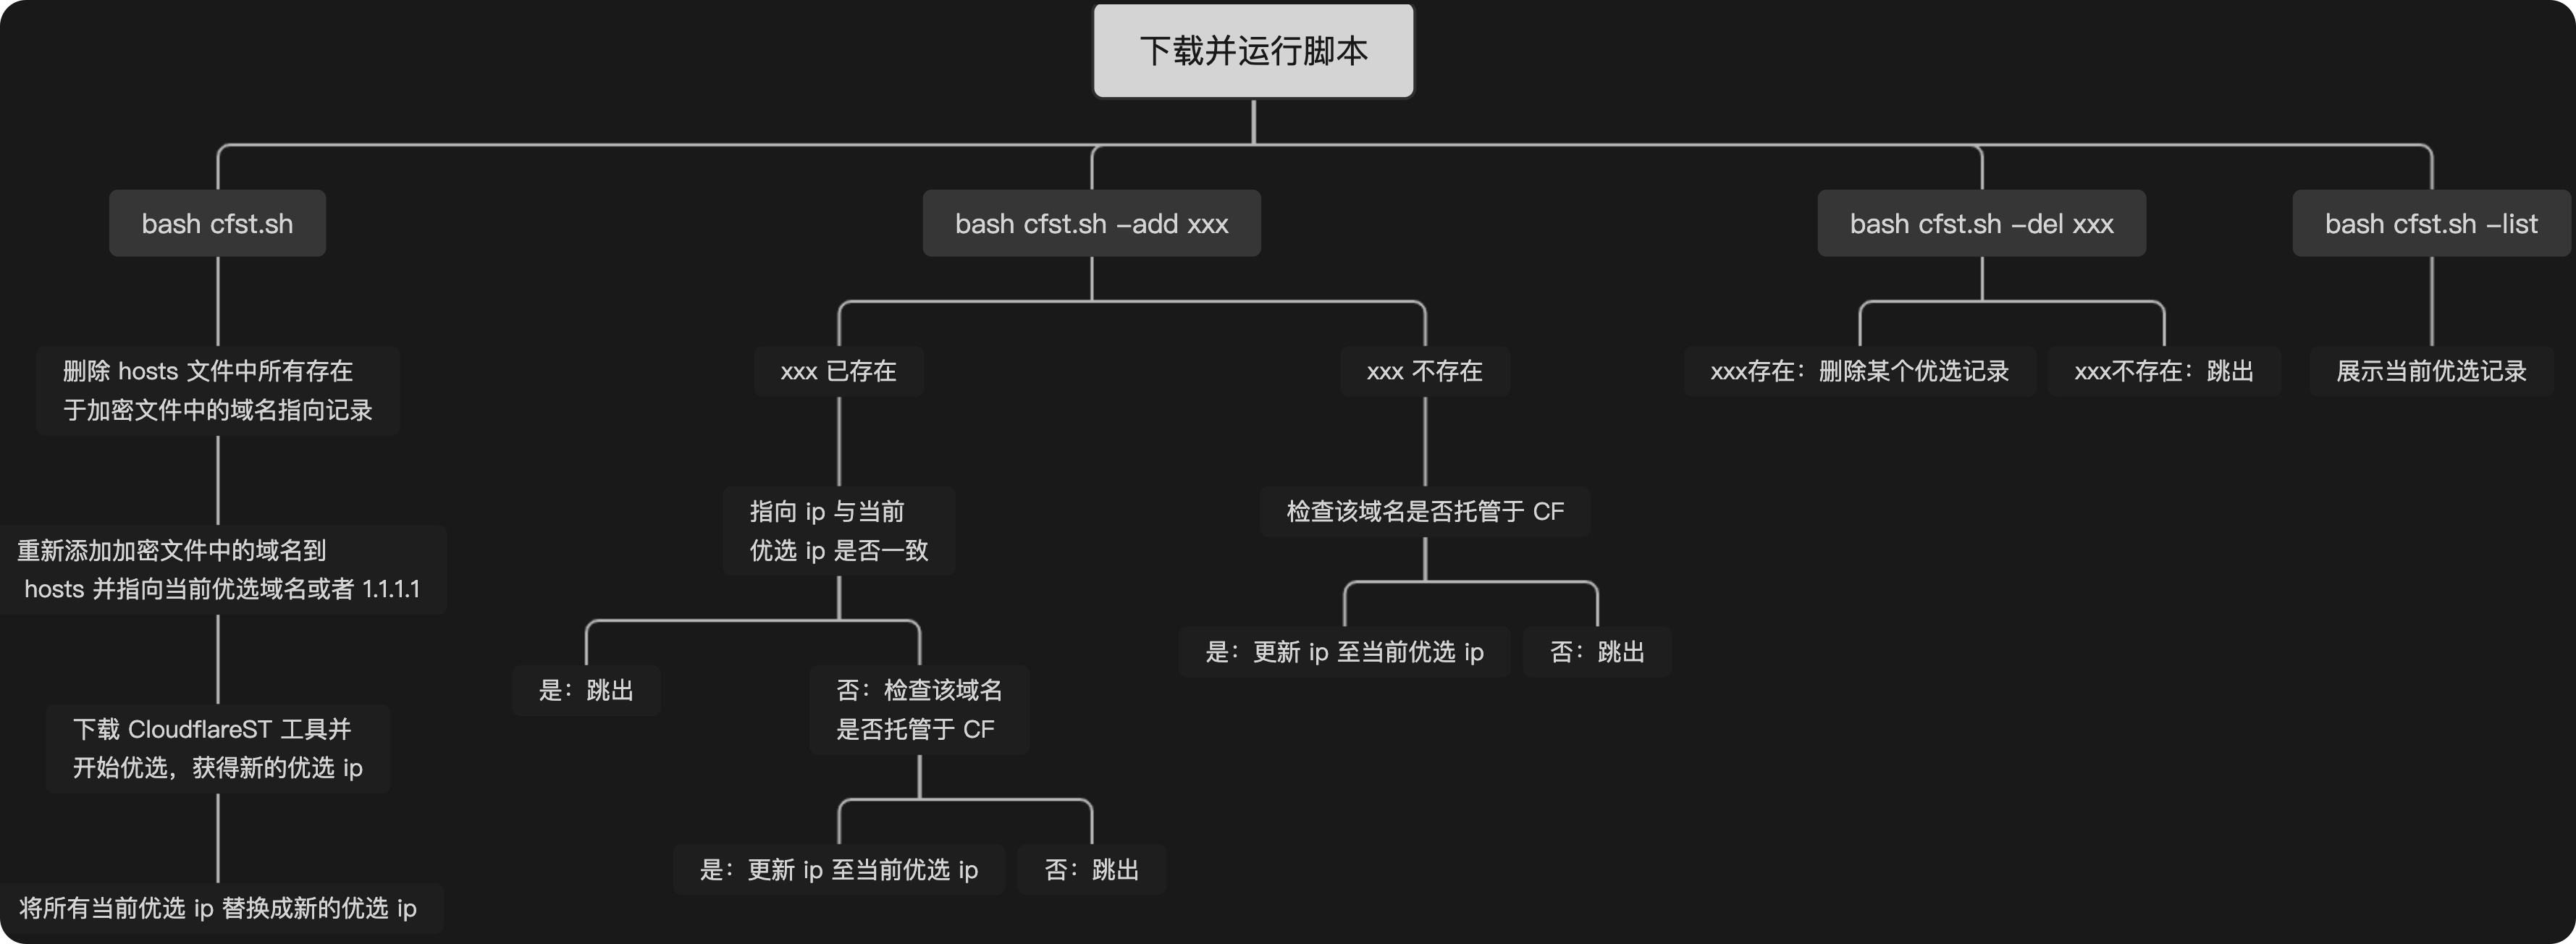 下载并运行脚本
bash cfst.sh
bash cfst.sh -add xxx
bash cfst.sh -del xxx
bash cfst.sh -list
删除 hosts 文件中所有存在
于加密文件中的域名指向记录
xxx 已存在
xxx 不存在
xxx存在：删除某个优选记录
xxx不存在：跳出
展示当前优选记录
重新添加加密文件中的域名到
hosts 并指向当前优选域名或者 1.1.1.1
指向 ip 与当前
优选 ip 是否一致
检查该域名是否托管于 CF
是：更新 ip 至当前优选 ip
否：跳出
下载 CloudflareST 工具并
开始优选，获得新的优选 ip
是：跳出
否：检查该域名
是否托管于 CF
是：更新 ip 至当前优选 ip
否：跳出
将所有当前优选 ip 替换成新的优选 ip